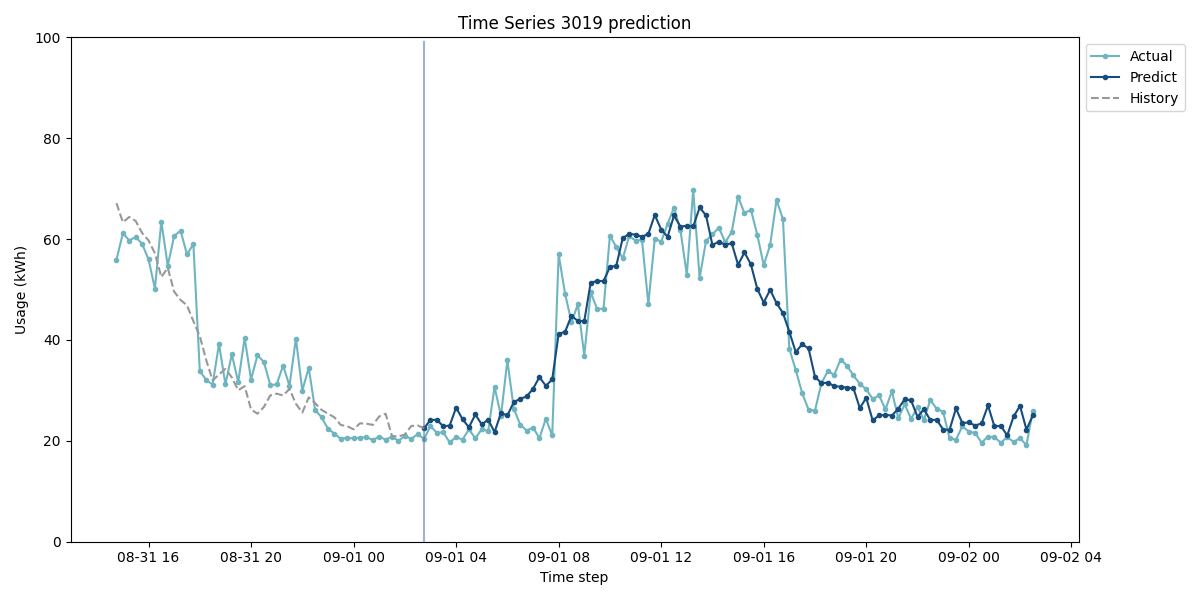 Time Series 3019 prediction
Usage (kWh)
100
80
60
40
20
0
08-31 16
08-31 20
09-01 00
09-01 04
09-01 08
09-01 12
09-01 16
09-01 20
09-02 00
09-02 04
Time step
Actual
Predict
History